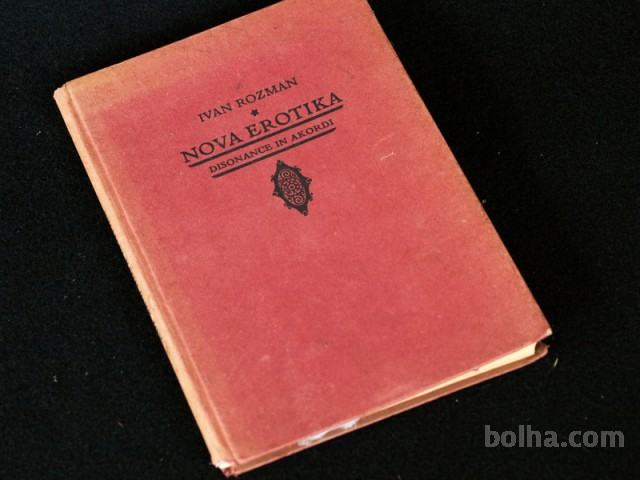 IVAN ROZMAN
NOVA EROTIKA
DISONANCE IN AKORDI
bolha.com